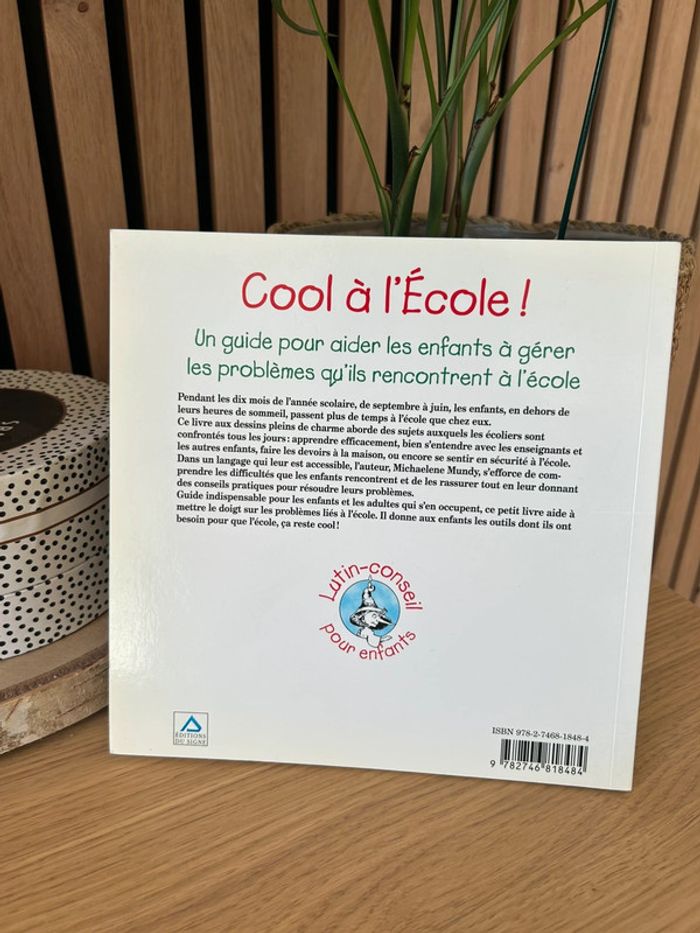 Cool à l'École !
Un guide pour aider les enfants à gérer
les problèmes qu'ils rencontrent à l'école
Pendant les dix mois de l'année scolaire, de septembre à juin, les enfants, en dehors de
leurs heures de sommeil, passent plus de temps à l'école que chez eux.
Ce livre aux dessins pleins de charme aborde des sujets auxquels les écoliers sont
confrontés tous les jours : apprendre efficacement, bien s'entendre avec les enseignants et
les autres enfants, faire les devoirs à la maison, ou encore se sentir en sécurité à l'école.
Dans un langage qui leur est accessible, l'auteur, Michaelene Mundy, s'efforce de com-
prendre les difficultés que les enfants rencontrent et de les rassurer tout en leur donnant
des conseils pratiques pour résoudre leurs problèmes.
Guide indispensable pour les enfants et les adultes qui s'en occupent, ce petit livre aide à
mettre le doigt sur les problèmes liés à l'école. Il donne aux enfants les outils dont ils ont
besoin pour que l'école, ça reste cool !
Lutin-conseil
pour enfants
ÉDITIONS
DU SIGNE
ISBN 978-2-7468-1848-4
9 782746 818484